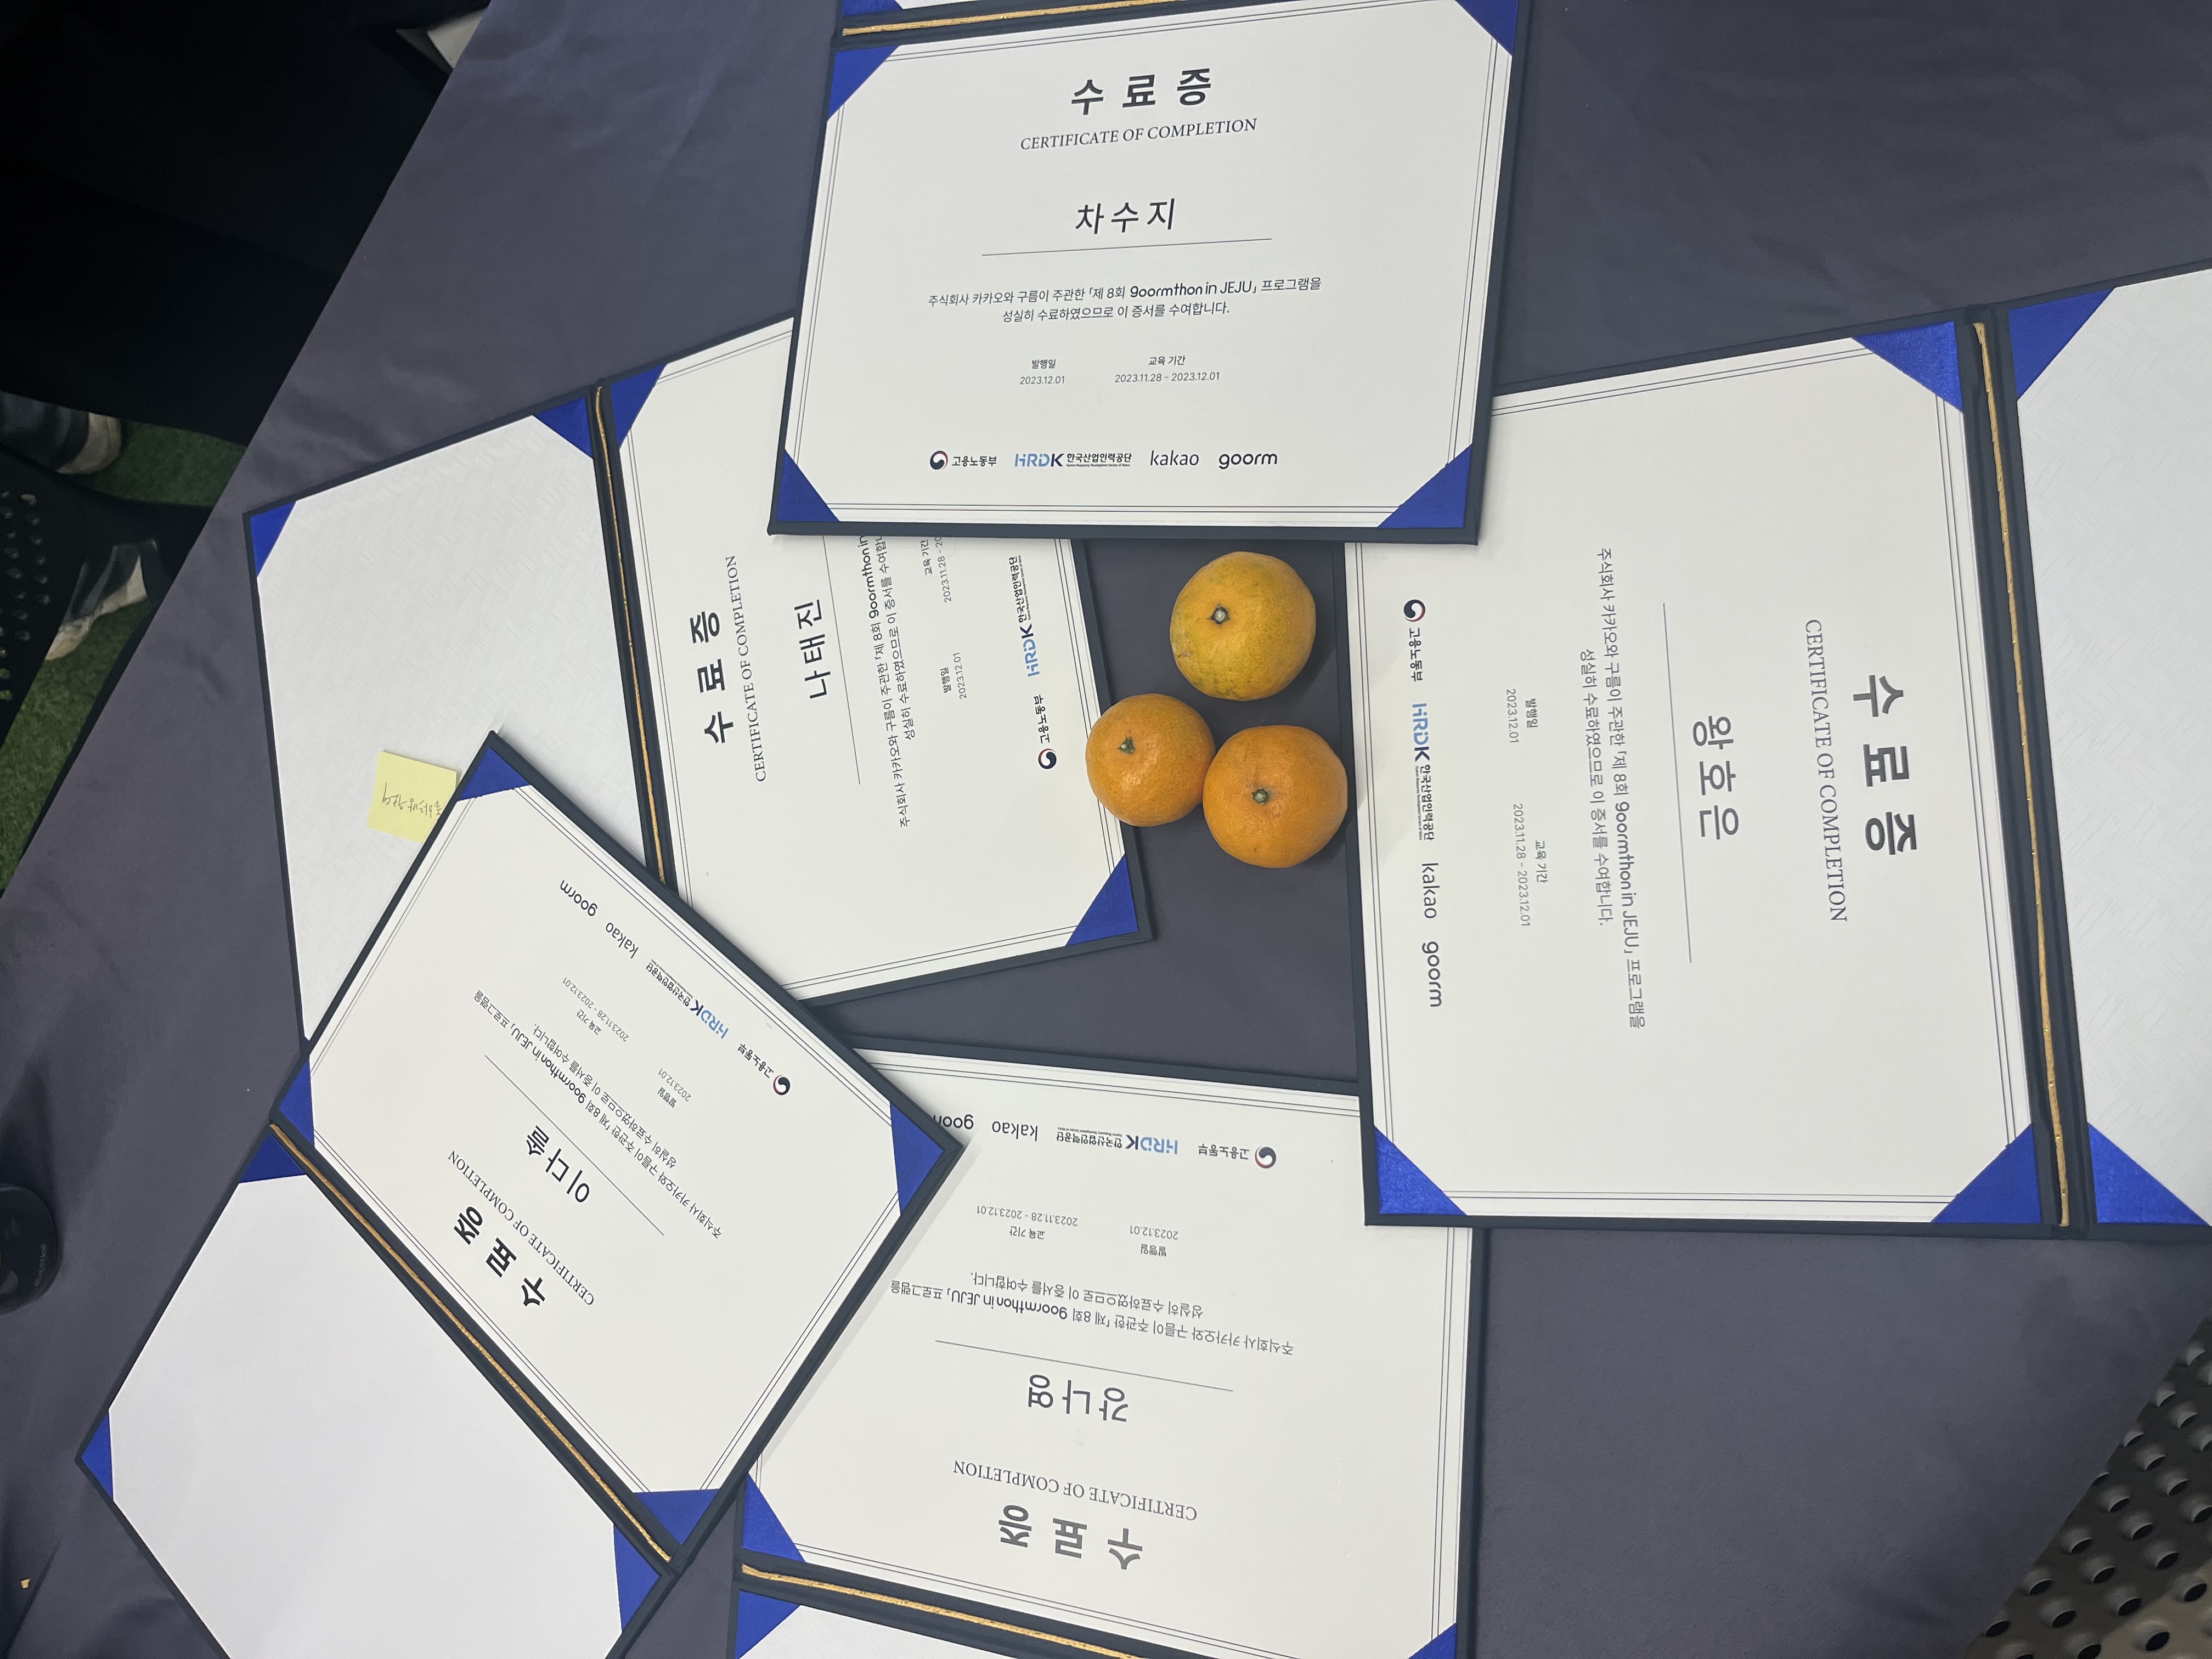 수료증
CERTIFICATE OF COMPLETION
이다솔
주식회사 카카오와 구름이 주관한 「제 8회 9oormthon in JEJU」 프로그램을
성실히 수료하였으므로 이 증서를 수여합니다.
발행일 교육 기간
2023.12.01 2023.11.28 - 2023.12.01
고용노동부 HRDK 한국산업인력공단 kakao goorm
수료증
CERTIFICATE OF COMPLETION
나태진
주식회사 카카오와 구름이 주관한 「제 8회 9oormthon in
성실히 수료하였으므로 이 증서를 수여합니
발행일 교육 기간
2023.12.01 2023.11.28 - 20
고용노동부 HRDK 한국산업인력공단
수료증
CERTIFICATE OF COMPLETION
강나영
주식회사 카카오와 구름이 주관한 「제 8회 9oormthon in JEJU」 프로그램을
성실히 수료하였으므로 이 증서를 수여합니다.
발행일 교육 기간
2023.12.01 2023.11.28 - 2023.12.01
고용노동부 HRDK 한국산업인력공단 kakao goorm
수료증
CERTIFICATE OF COMPLETION
차수지
주식회사 카카오와 구름이 주관한 「제 8회 9oormthon in JEJU」 프로그램을
성실히 수료하였으므로 이 증서를 수여합니다.
발행일 교육 기간
2023.12.01 2023.11.28 - 2023.12.01
고용노동부 HRDK 한국산업인력공단 kakao goorm
수료증
CERTIFICATE OF COMPLETION
왕호은
주식회사 카카오와 구름이 주관한 「제 8회 9oormthon in JEJU」 프로그램을
성실히 수료하였으므로 이 증서를 수여합니다.
발행일 교육 기간
2023.12.01 2023.11.28 - 2023.12.01
고용노동부 HRDK 한국산업인력공단 kakao goorm